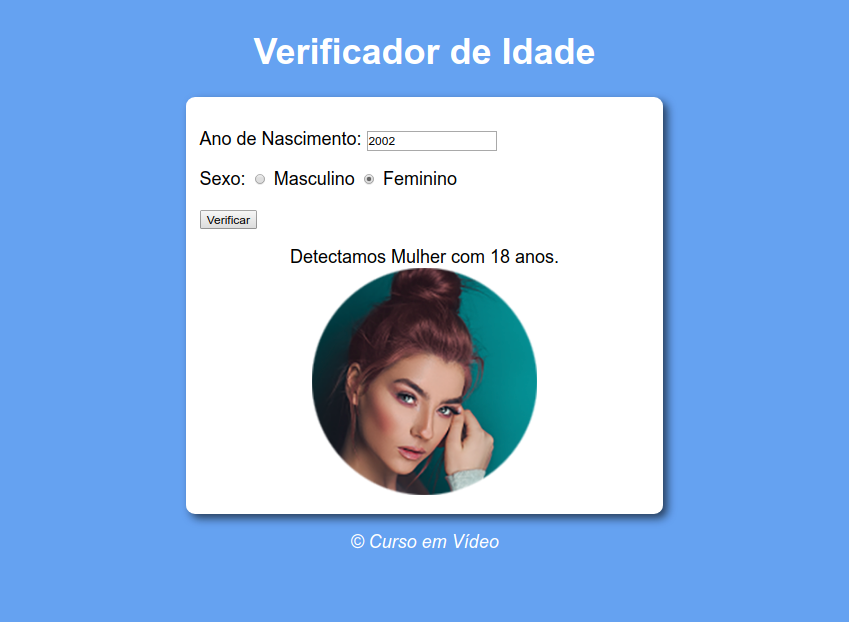 Verificador de Idade
Ano de Nascimento: 2002
Sexo: Masculino Feminino
Verificar
Detectamos Mulher com 18 anos.
© Curso em Vídeo